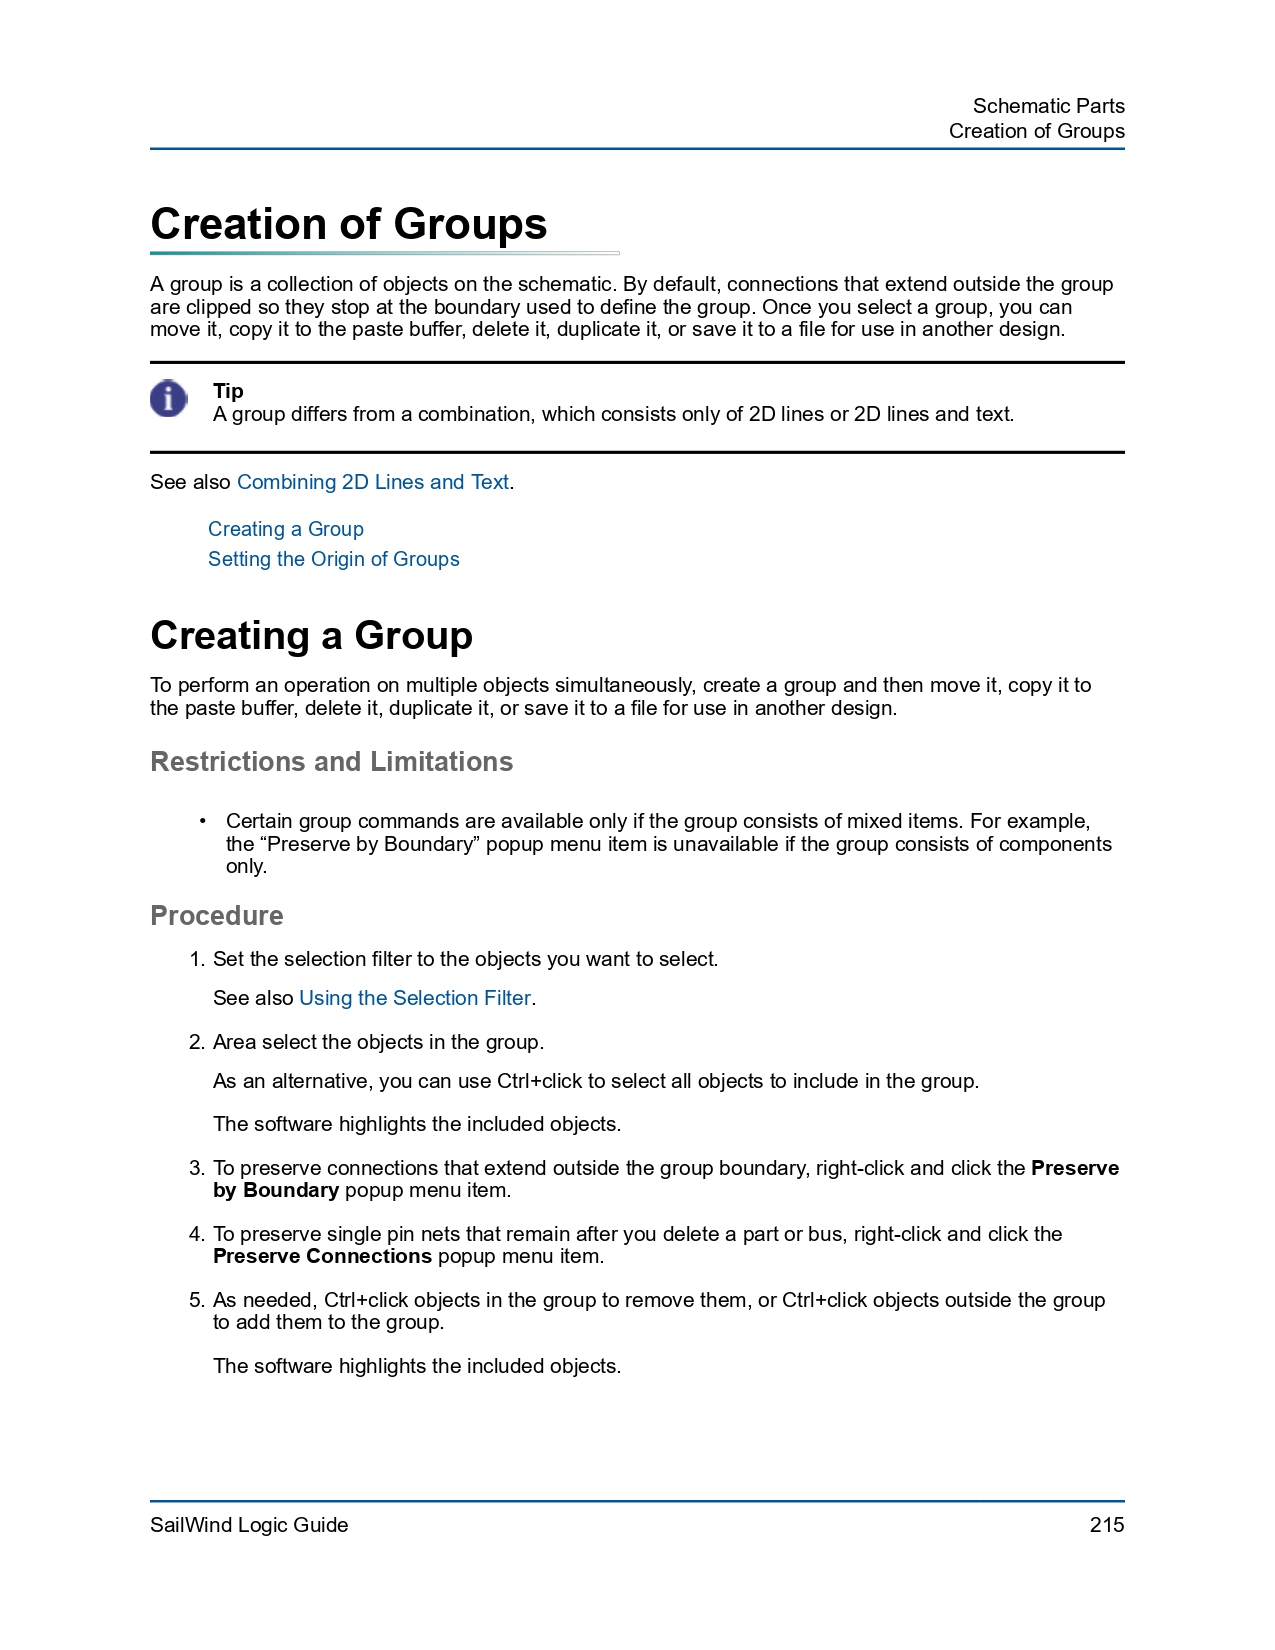 Schematic Parts
Creation of Groups
Creation of Groups
A group is a collection of objects on the schematic. By default, connections that extend outside the group
are clipped so they stop at the boundary used to define the group. Once you select a group, you can
move it, copy it to the paste buffer, delete it, duplicate it, or save it to a file for use in another design.
Tip
A group differs from a combination, which consists only of 2D lines or 2D lines and text.
See also Combining 2D Lines and Text.
Creating a Group
Setting the Origin of Groups
Creating a Group
To perform an operation on multiple objects simultaneously, create a group and then move it, copy it to
the paste buffer, delete it, duplicate it, or save it to a file for use in another design.
Restrictions and Limitations
• Certain group commands are available only if the group consists of mixed items. For example,
the “Preserve by Boundary” popup menu item is unavailable if the group consists of components
only.
Procedure
1. Set the selection filter to the objects you want to select.
See also Using the Selection Filter.
2. Area select the objects in the group.
As an alternative, you can use Ctrl+click to select all objects to include in the group.
The software highlights the included objects.
3. To preserve connections that extend outside the group boundary, right-click and click the Preserve
by Boundary popup menu item.
4. To preserve single pin nets that remain after you delete a part or bus, right-click and click the
Preserve Connections popup menu item.
5. As needed, Ctrl+click objects in the group to remove them, or Ctrl+click objects outside the group
to add them to the group.
The software highlights the included objects.
SailWind Logic Guide 215